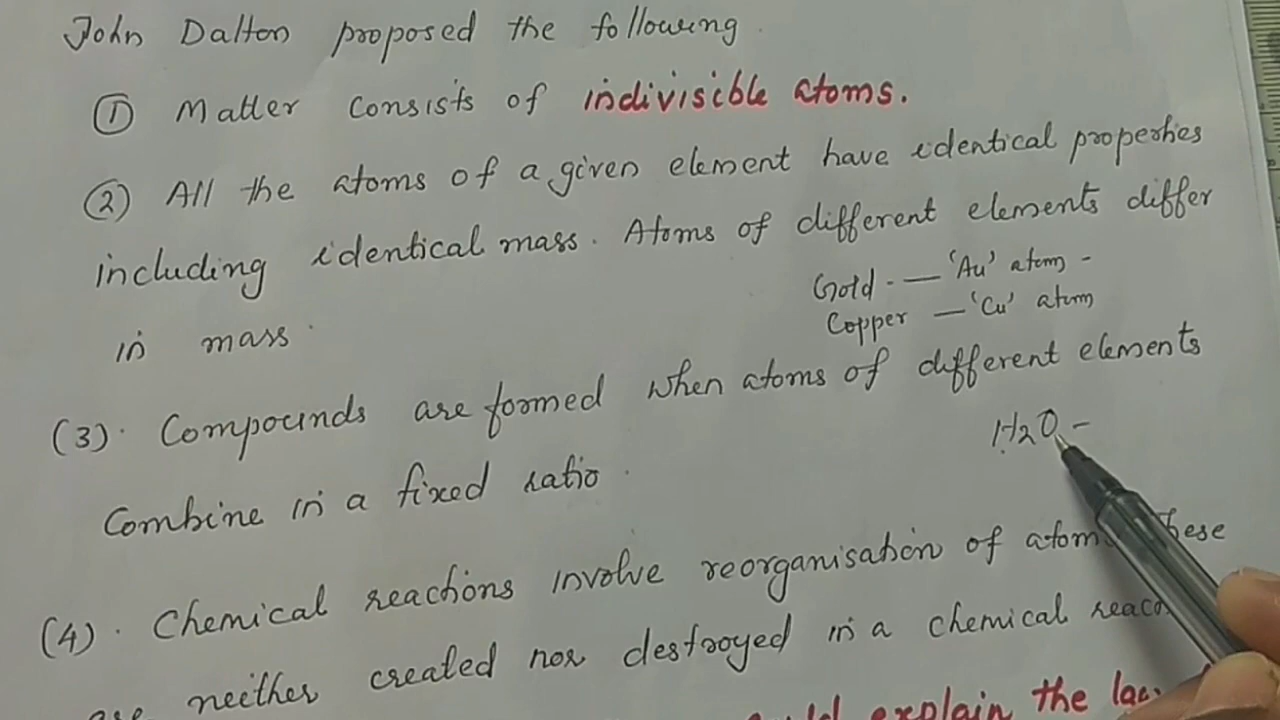 John Dalton proposed the following
① Matter consists of indivisible atoms.
② All the atoms of a given element have identical properties
including identical mass. Atoms of different elements differ
in mass.
Gold - — 'Au' atom -
Copper — 'Cu' atom
(3). Compounds are formed when atoms of different elements
H2O -
Combine in a fixed ratio.
(4). Chemical reactions involve reorganisation of
neither created nor destroyed in a chemical
explain the